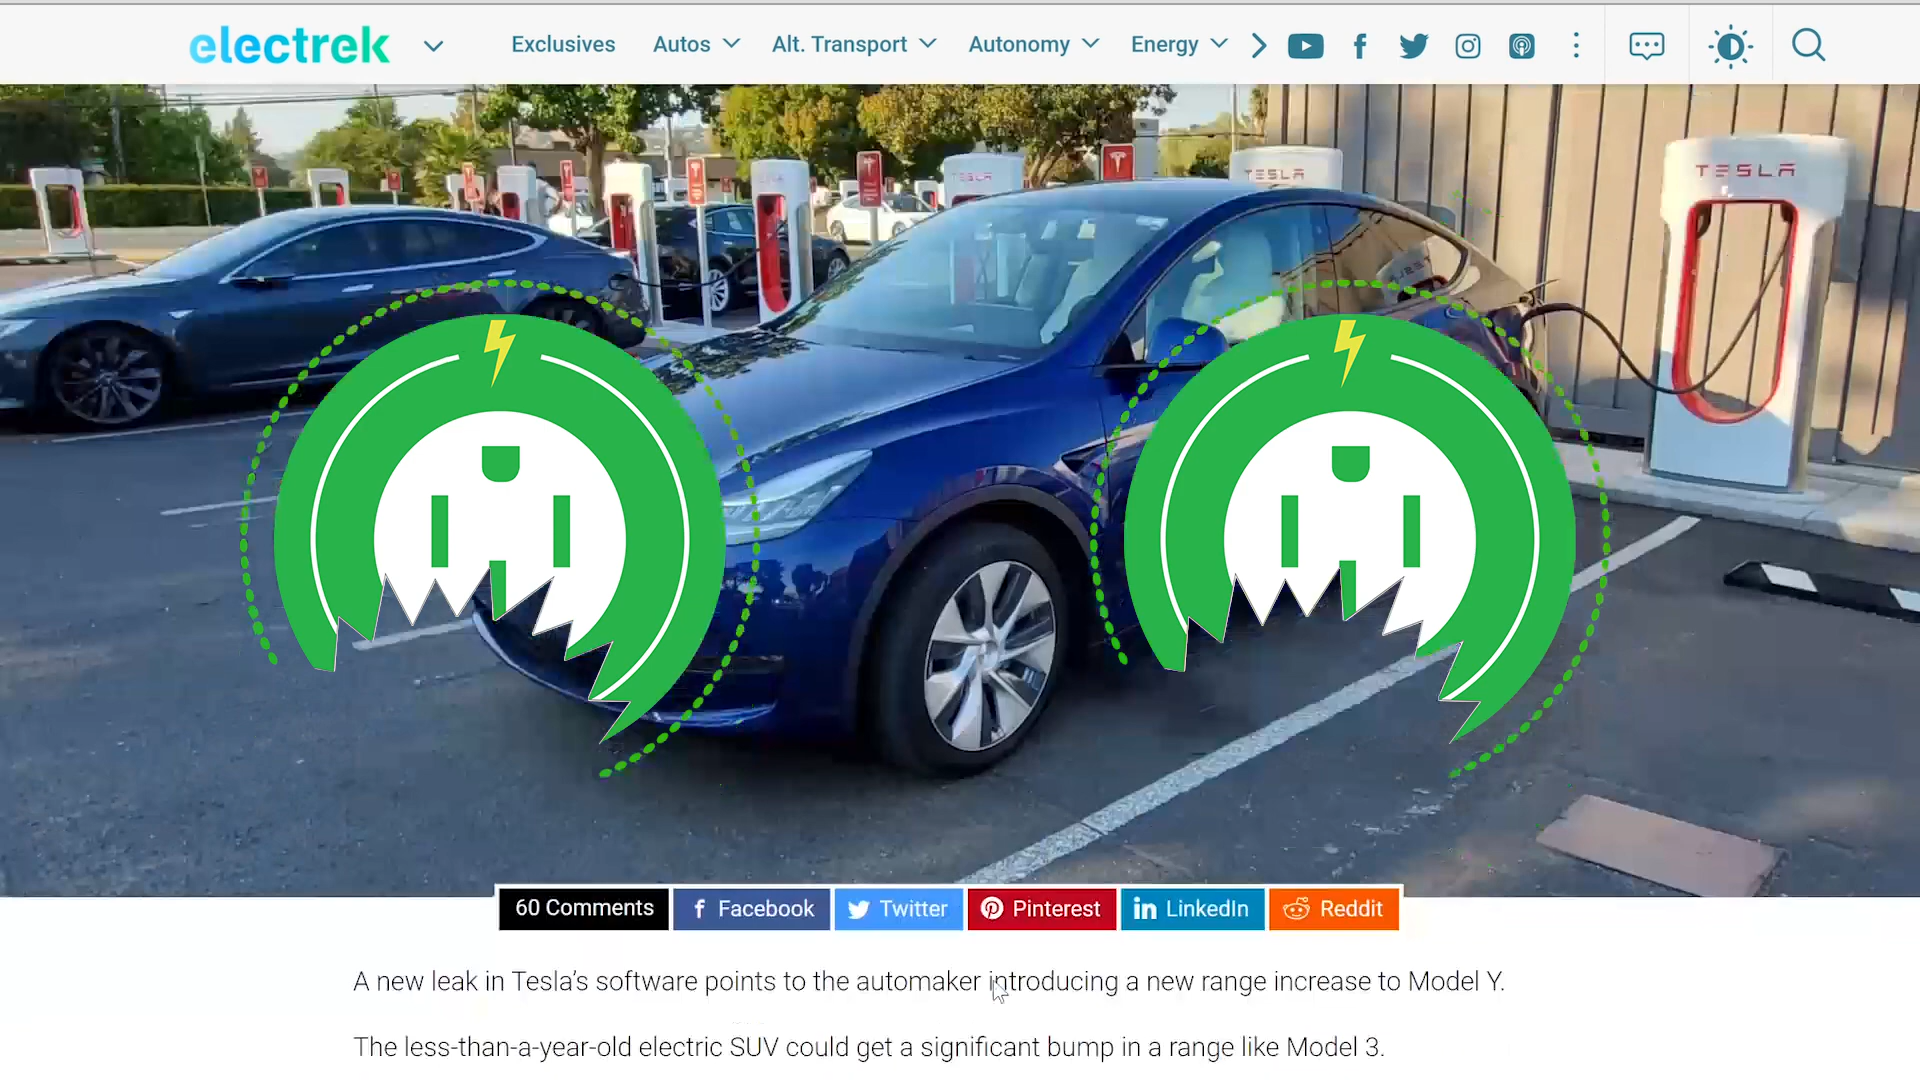 electrek
Exclusives Autos Alt. Transport Autonomy Energy
TESLA
TESLA
TESLA
60 Comments Facebook Twitter Pinterest LinkedIn Reddit
A new leak in Tesla's software points to the automaker introducing a new range increase to Model Y.
The less-than-a-year-old electric SUV could get a significant bump in a range like Model 3.